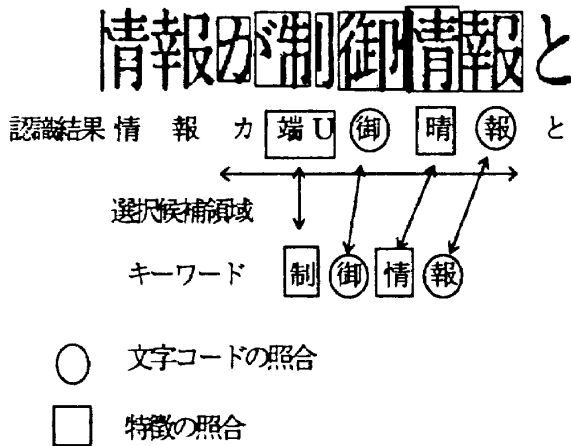 情報が制御情報と
認識結果 情 報 カ 端 U 御 晴 報 と
選択候補領域
キーワード 制 御 情 報
文字コードの照合
特徴の照合